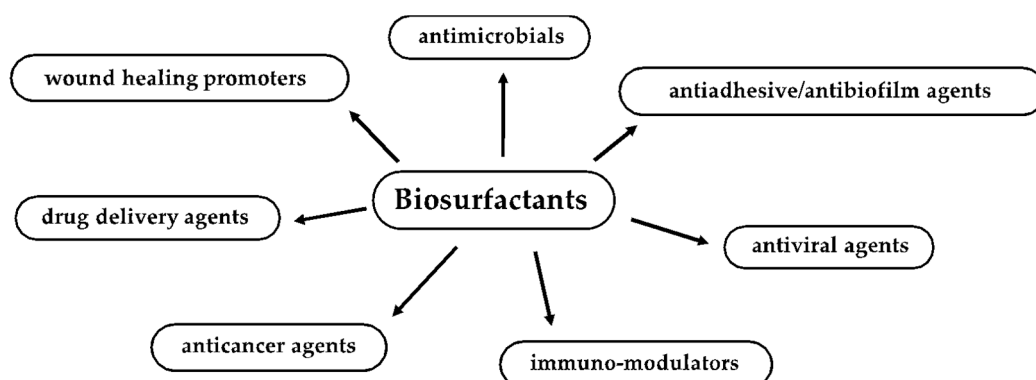 antimicrobials
wound healing promoters
antiadhesive/antibiofilm agents
Biosurfactants
drug delivery agents
antiviral agents
anticancer agents
immuno-modulators